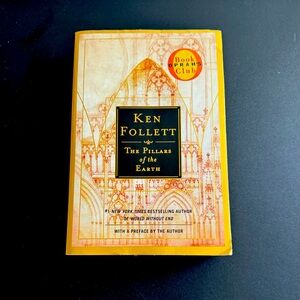 Book
OPRAH'S
Club
KEN
FOLLETT
THE PILLARS
of the
EARTH
#1 NEW YORK TIMES BESTSELLING AUTHOR
OF WORLD WITHOUT END
WITH A PREFACE BY THE AUTHOR